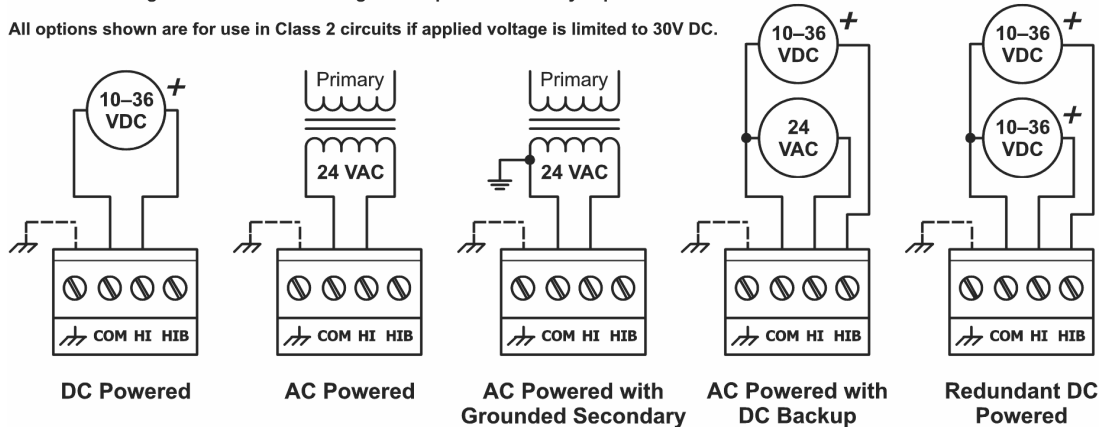 All options shown are for use in Class 2 circuits if applied voltage is limited to 30V DC.
10–36
VDC
+
COM HI HIB
DC Powered
Primary
24 VAC
COM HI HIB
AC Powered
Primary
24 VAC
COM HI HIB
AC Powered with
Grounded Secondary
10–36
VDC
+
24
VAC
COM HI HIB
AC Powered with
DC Backup
10–36
VDC
+
10–36
VDC
+
COM HI HIB
Redundant DC
Powered